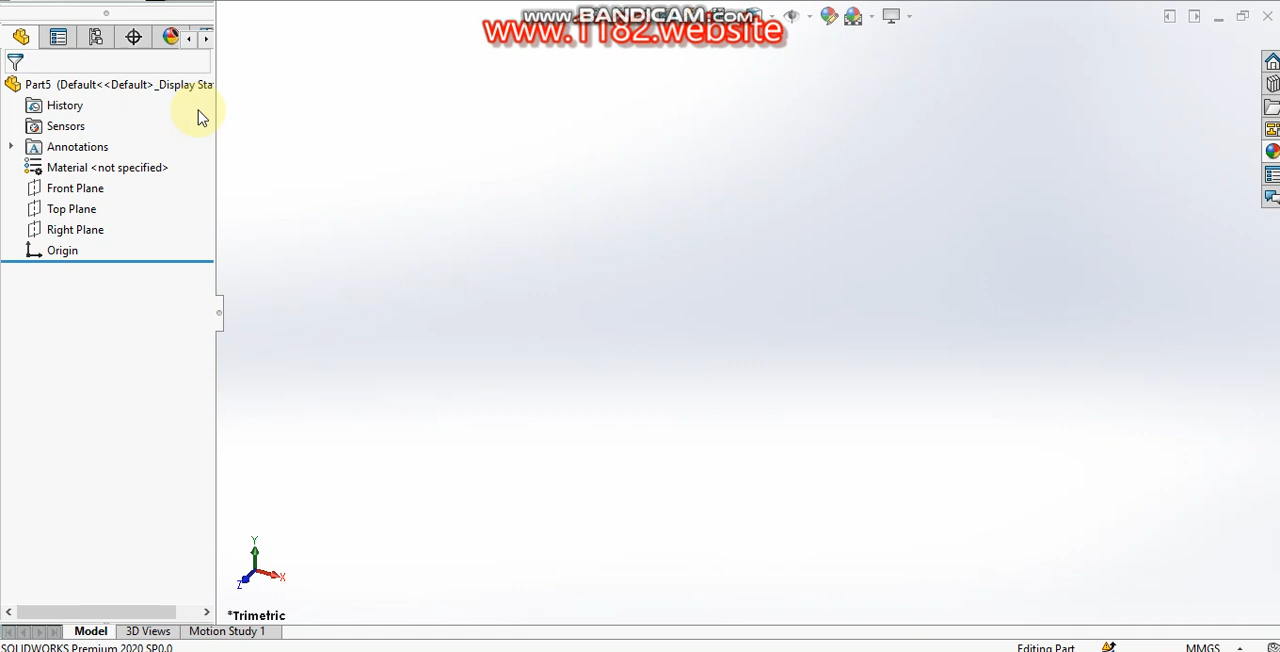 www.BANDICAM.com
www.1182.website
Part5 (Default<<Default>_Display Sta
History
Sensors
Annotations
Material <not specified>
Front Plane
Top Plane
Right Plane
Origin
Y
X
Z
*Trimetric
Model
3D Views
Motion Study 1
SOLIDWORKS Premium 2020 SP0.0
Editing Part
MMGS